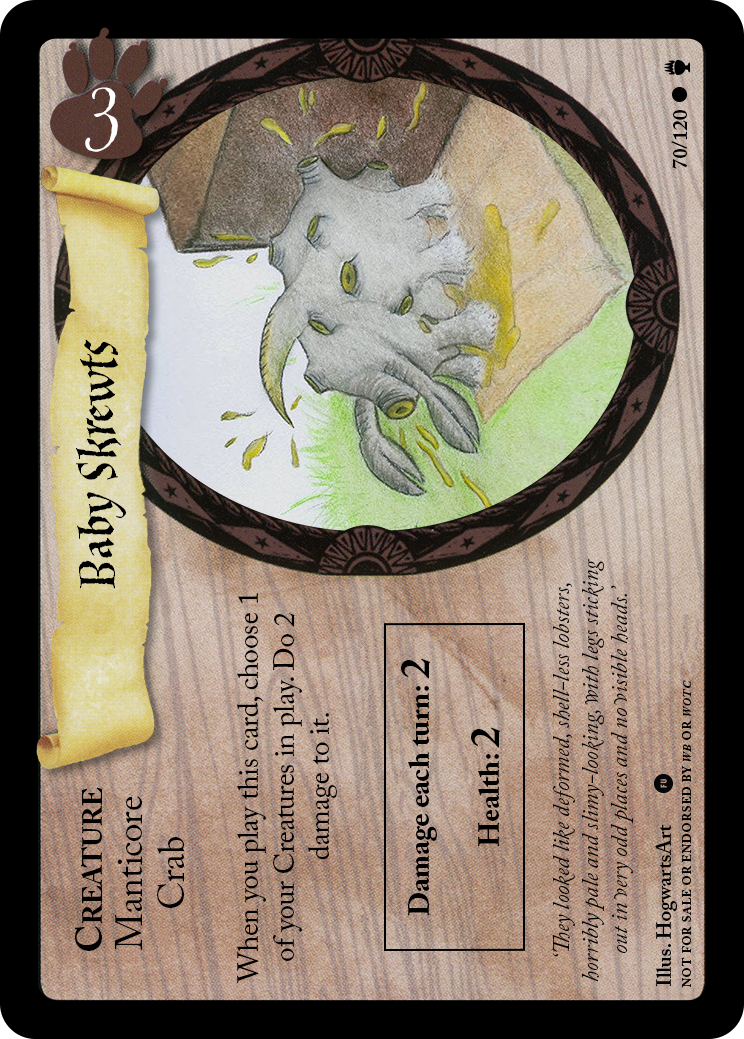 CREATURE
Manticore
Crab
Baby Skrewts
3
When you play this card, choose 1
of your Creatures in play. Do 2
damage to it.
Damage each turn: 2
Health: 2
‘They looked like deformed, shell-less lobsters,
horribly pale and slimy-looking, with legs sticking
out in very odd places and no visible heads.’
Illus. HogwartsArt FU
NOT FOR SALE OR ENDORSED BY WB OR WOTC
70/120